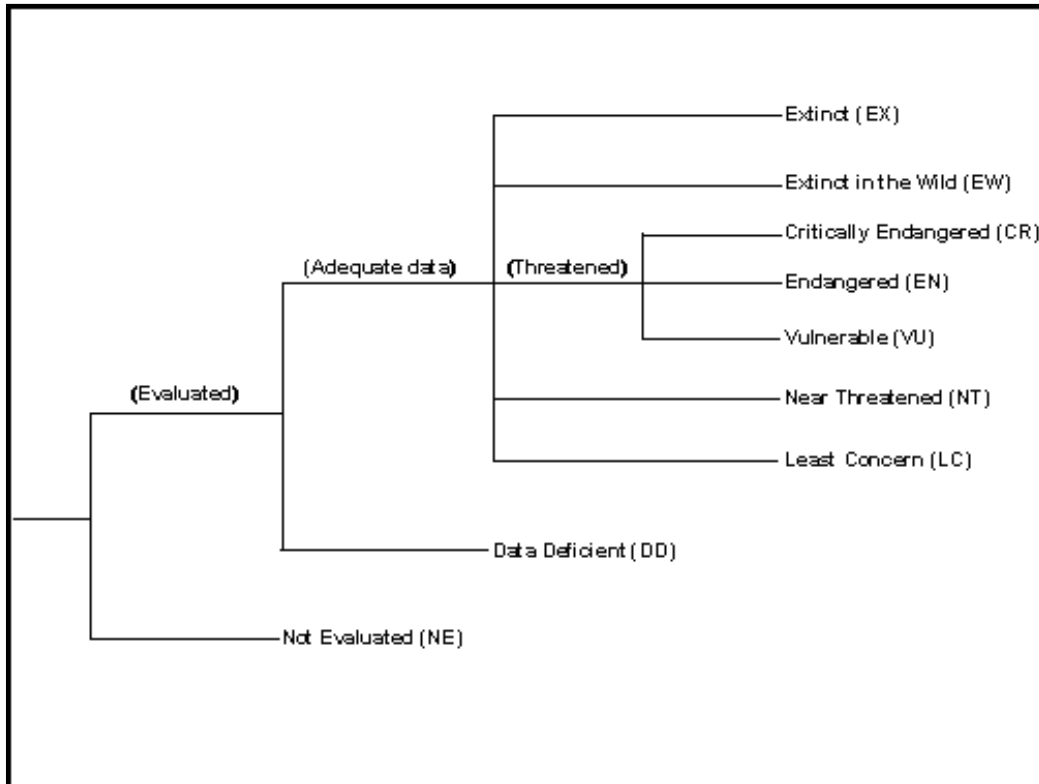 Extinct (EX)
Extinct in the Wild (EW)
Critically Endangered (CR)
(Adequate data)
(Threatened)
Endangered (EN)
Vulnerable (VU)
(Evaluated)
Near Threatened (NT)
Least Concern (LC)
Data Deficient (DD)
Not Evaluated (NE)